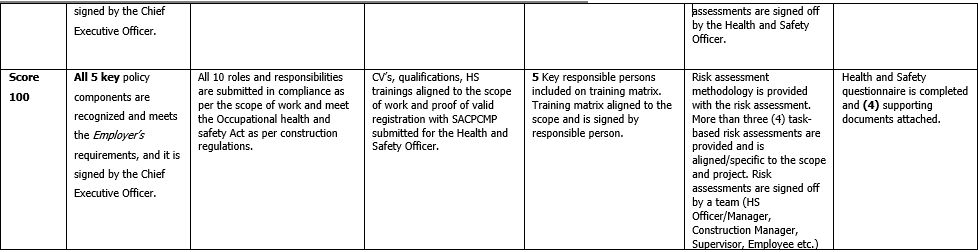 signed by the Chief
Executive Officer.
assessments are signed off
by the Health and Safety
Officer.
Score
100
All 5 key policy
components are
recognized and meets
the Employer's
requirements, and it is
signed by the Chief
Executive Officer.
All 10 roles and responsibilities
are submitted in compliance as
per the scope of work and meet
the Occupational health and
safety Act as per construction
regulations.
CV's, qualifications, HS
trainings aligned to the scope
of work and proof of valid
registration with SACPCMP
submitted for the Health and
Safety Officer.
5 Key responsible persons
included on training matrix.
Training matrix aligned to the
scope and is signed by
responsible person.
Risk assessment
methodology is provided
with the risk assessment.
More than three (4) task-
based risk assessments are
provided and is
aligned/specific to the scope
and project. Risk
assessments are signed off
by a team (HS
Officer/Manager,
Construction Manager,
Supervisor, Employee etc.)
Health and Safety
questionnaire is completed
and (4) supporting
documents attached.